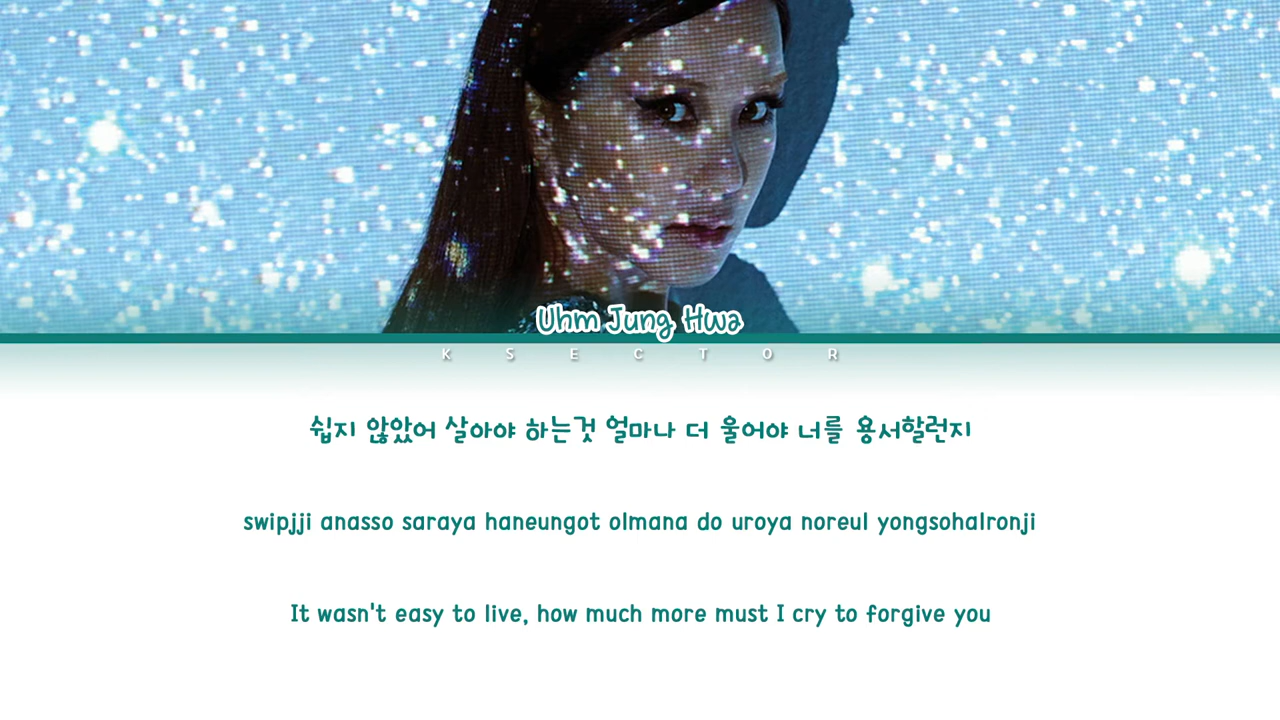 Uhm Jung Hwa
K S E C T O R
쉽지 않았어 살아야 하는것 얼마나 더 울어야 너를 용서할런지
swipjji anasso saraya haneungot olmana do uroya noreul yongsohalronji
It wasn't easy to live, how much more must I cry to forgive you